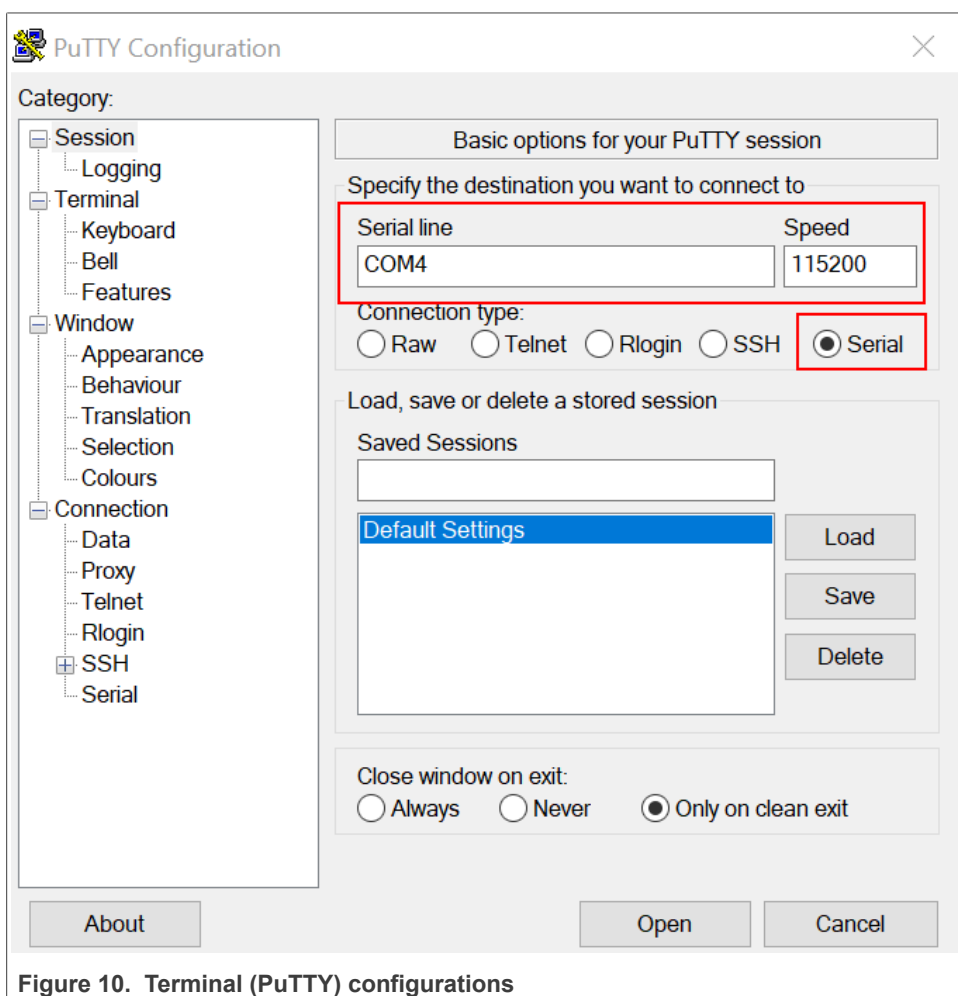 PuTTY Configuration
Category:
Session
Logging
Terminal
Keyboard
Bell
Features
Window
Appearance
Behaviour
Translation
Selection
Colours
Connection
Data
Proxy
Telnet
Rlogin
SSH
Serial
Basic options for your PuTTY session
Specify the destination you want to connect to
Serial line Speed
COM4 115200
Connection type:
Raw Telnet Rlogin SSH Serial
Load, save or delete a stored session
Saved Sessions
Default Settings
Load
Save
Delete
Close window on exit:
Always Never Only on clean exit
About Open Cancel
Figure 10. Terminal (PuTTY) configurations